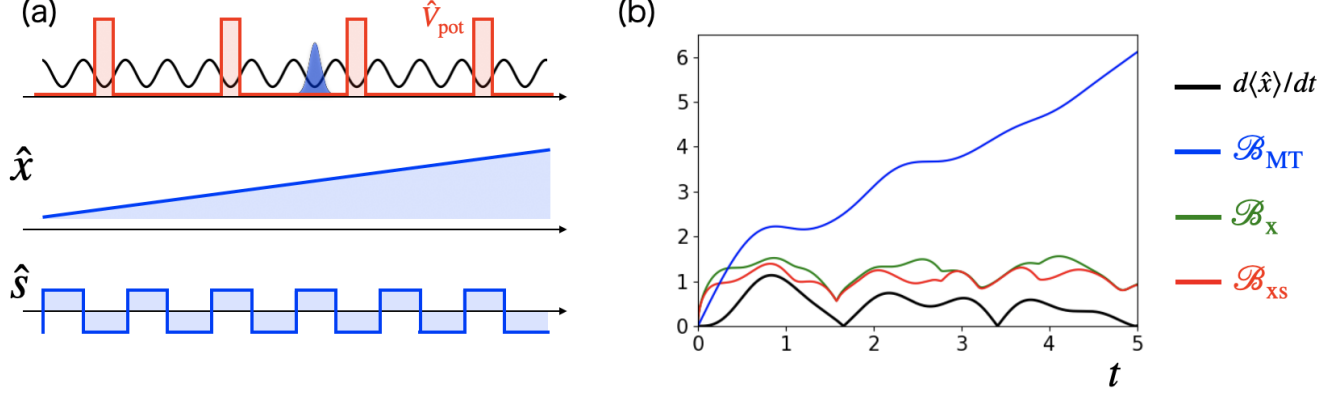 (a)
V̂pot
x̂
ŝ
(b)
6
5
4
3
2
1
0
0 1 2 3 4 5
t
d⟨x̂⟩/dt
ℬMT
ℬx
ℬxs